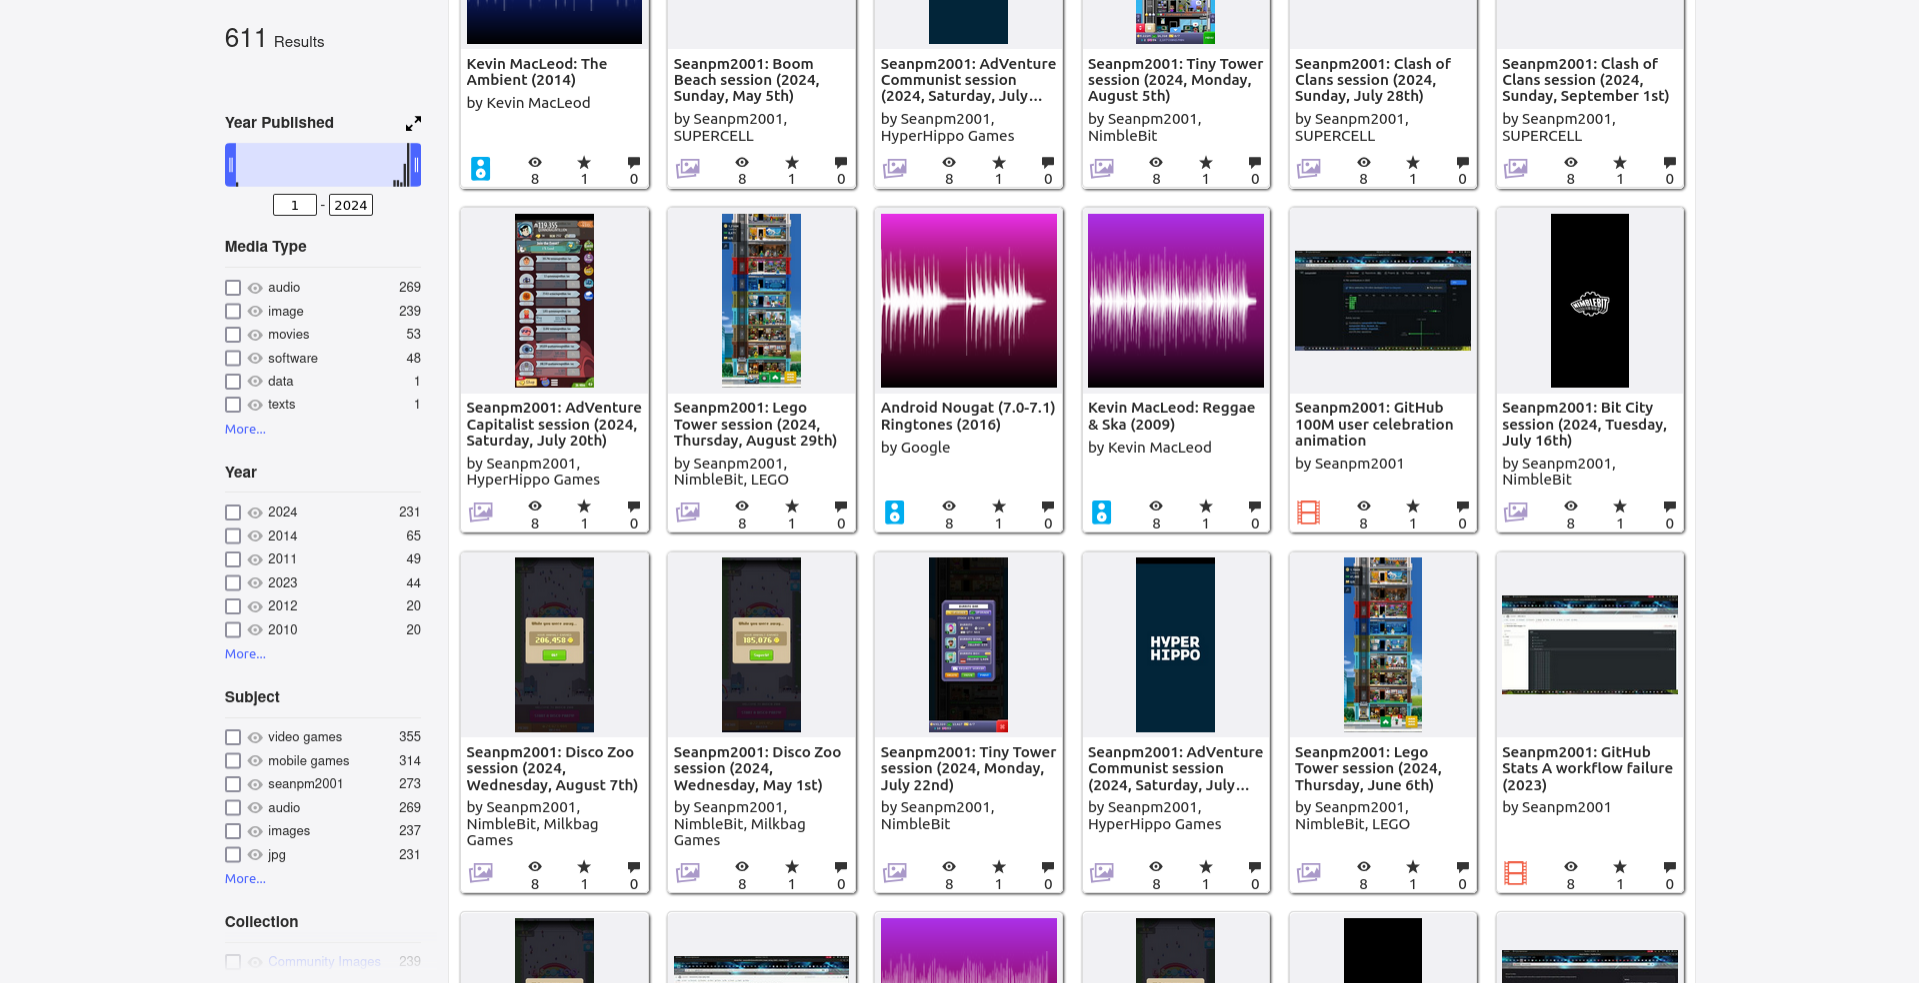 611 Results
Year Published
1 - 2024
Media Type
audio 269
image 239
movies 53
software 48
data 1
texts 1
More...
Year
2024 231
2014 65
2011 49
2023 44
2012 20
2010 20
More...
Subject
video games 355
mobile games 314
seanpm2001 273
audio 269
images 237
jpg 231
More...
Collection
Community Images 239
Kevin MacLeod: The
Ambient (2014)
by Kevin MacLeod
8 1 0
Seanpm2001: Boom
Beach session (2024,
Sunday, May 5th)
by Seanpm2001,
SUPERCELL
8 1 0
Seanpm2001: AdVenture
Communist session
(2024, Saturday, July...
by Seanpm2001,
HyperHippo Games
8 1 0
Seanpm2001: Tiny Tower
session (2024, Monday,
August 5th)
by Seanpm2001,
NimbleBit
8 1 0
Seanpm2001: Clash of
Clans session (2024,
Sunday, July 28th)
by Seanpm2001,
SUPERCELL
8 1 0
Seanpm2001: Clash of
Clans session (2024,
Sunday, September 1st)
by Seanpm2001,
SUPERCELL
8 1 0
Seanpm2001: AdVenture
Capitalist session (2024,
Saturday, July 20th)
by Seanpm2001,
HyperHippo Games
8 1 0
Seanpm2001: Lego
Tower session (2024,
Thursday, August 29th)
by Seanpm2001,
NimbleBit, LEGO
8 1 0
Android Nougat (7.0-7.1)
Ringtones (2016)
by Google
8 1 0
Kevin MacLeod: Reggae
& Ska (2009)
by Kevin MacLeod
8 1 0
Seanpm2001: GitHub
100M user celebration
animation
by Seanpm2001
8 1 0
NIMBLEBIT
Seanpm2001: Bit City
session (2024, Tuesday,
July 16th)
by Seanpm2001,
NimbleBit
8 1 0
While you were away...
206,458
Seanpm2001: Disco Zoo
session (2024,
Wednesday, August 7th)
by Seanpm2001,
NimbleBit, Milkbag
Games
8 1 0
While you were away...
185,076
Seanpm2001: Disco Zoo
session (2024,
Wednesday, May 1st)
by Seanpm2001,
NimbleBit, Milkbag
Games
8 1 0
Seanpm2001: Tiny Tower
session (2024, Monday,
July 22nd)
by Seanpm2001,
NimbleBit
8 1 0
HYPER
HIPPO
Seanpm2001: AdVenture
Communist session
(2024, Saturday, July...
by Seanpm2001,
HyperHippo Games
8 1 0
Seanpm2001: Lego
Tower session (2024,
Thursday, June 6th)
by Seanpm2001,
NimbleBit, LEGO
8 1 0
Seanpm2001: GitHub
Stats A workflow failure
(2023)
by Seanpm2001
8 1 0